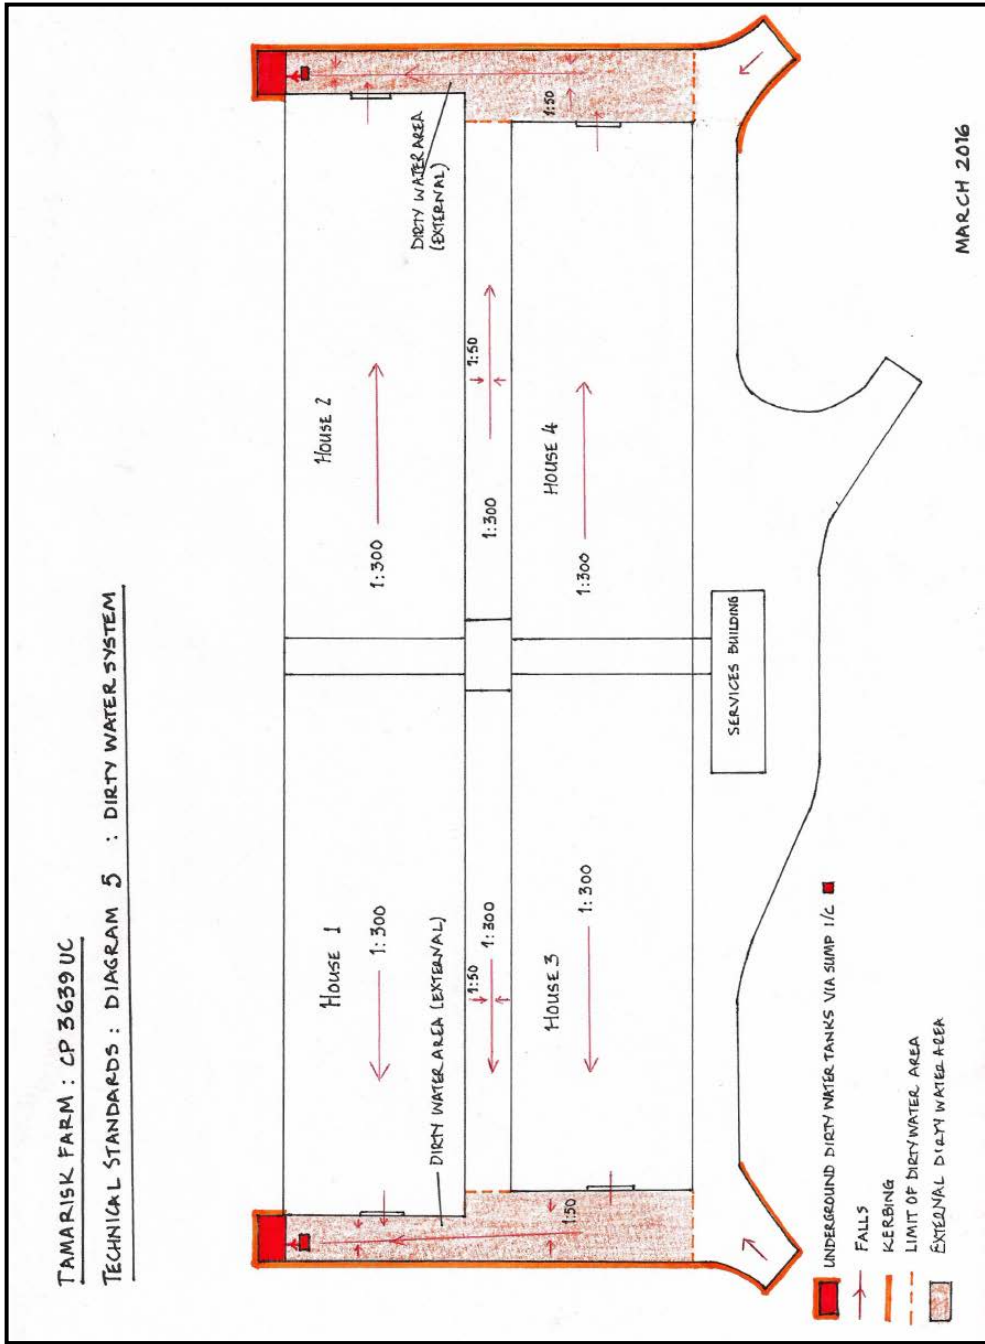 TAMARISK FARM : CP 3639 UC
TECHNICAL STANDARDS : DIAGRAM 5 : DIRTY WATER SYSTEM
HOUSE 1
1:300
HOUSE 2
1:300
DIRTY WATER AREA (EXTERNAL)
DIRTY WATER AREA
(EXTERNAL)
1:50
1:300
1:300
1:50
HOUSE 3
1:300
HOUSE 4
1:300
1:50
1:50
SERVICES BUILDING
UNDERGROUND DIRTY WATER TANKS VIA SUMP I/C
FALLS
KERBING
LIMIT OF DIRTY WATER AREA
EXTERNAL DIRTY WATER AREA
MARCH 2016